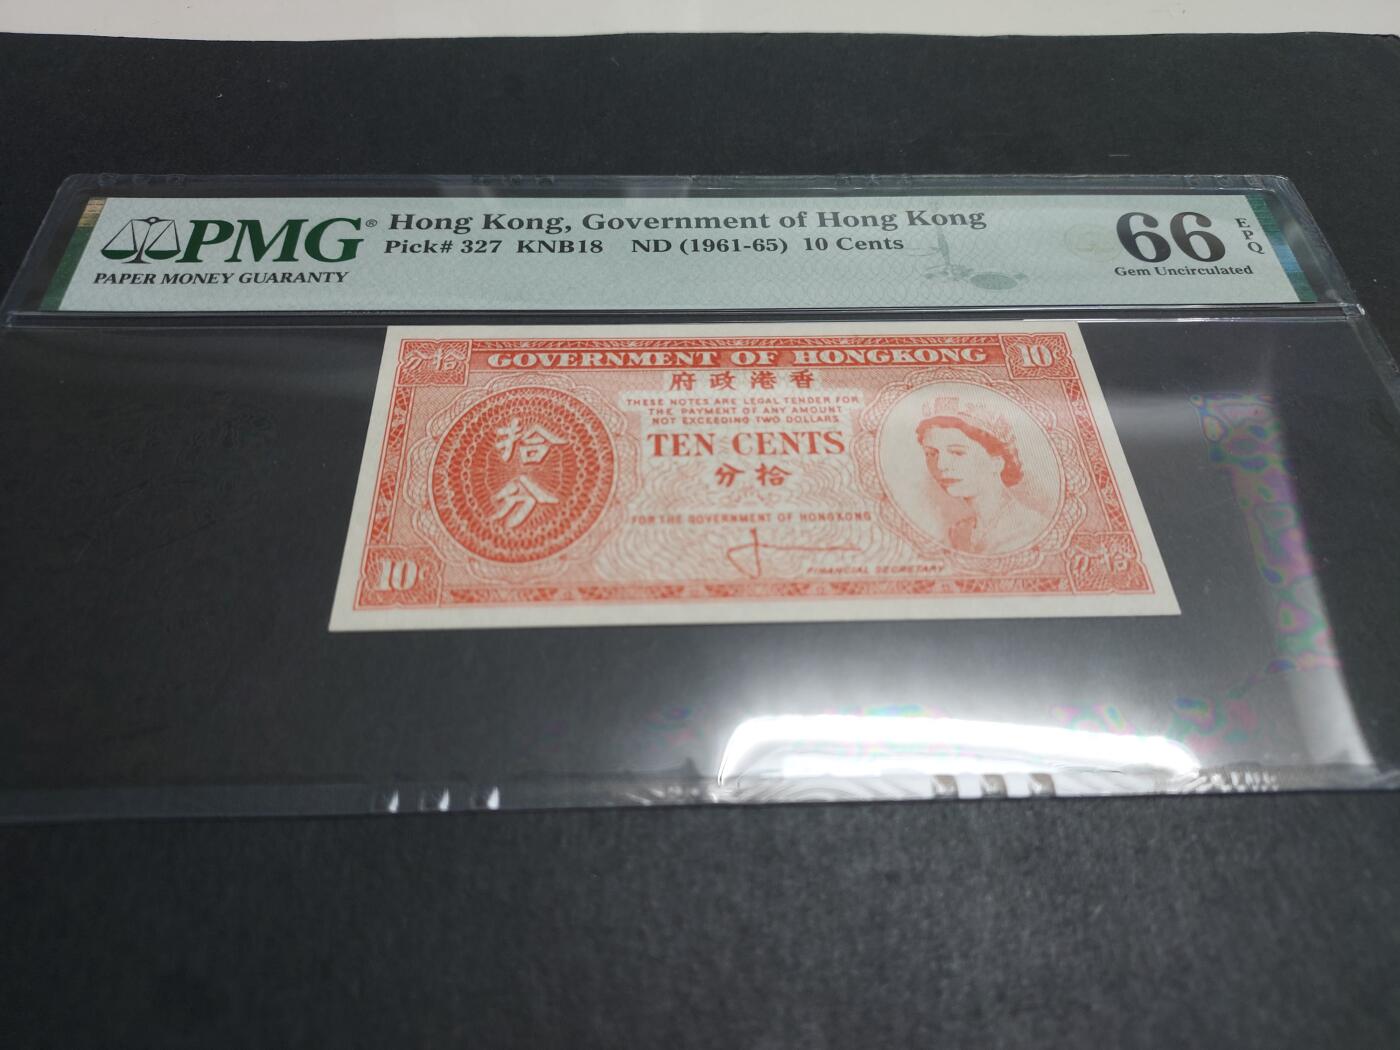 PMG®
PAPER MONEY GUARANTY
Hong Kong, Government of Hong Kong
Pick# 327 KNB18 ND (1961-65) 10 Cents
66
EPQ
Gem Uncirculated
分拾
GOVERNMENT OF HONGKONG
10¢
府政港香
THESE NOTES ARE LEGAL TENDER FOR
THE PAYMENT OF ANY AMOUNT
NOT EXCEEDING TWO DOLLARS
拾
分
TEN CENTS
分拾
FOR THE GOVERNMENT OF HONGKONG
FINANCIAL SECRETARY
10¢
分拾